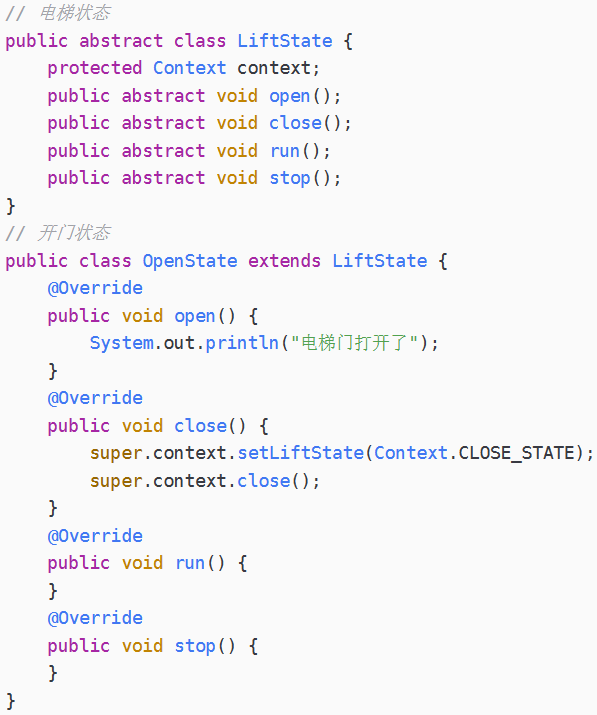 // 电梯状态
public abstract class LiftState {
    protected Context context;
    public abstract void open();
    public abstract void close();
    public abstract void run();
    public abstract void stop();
}
// 开门状态
public class OpenState extends LiftState {
    @Override
    public void open() {
        System.out.println("电梯门打开了");
    }
    @Override
    public void close() {
        super.context.setLiftState(Context.CLOSE_STATE);
        super.context.close();
    }
    @Override
    public void run() {
    }
    @Override
    public void stop() {
    }
}